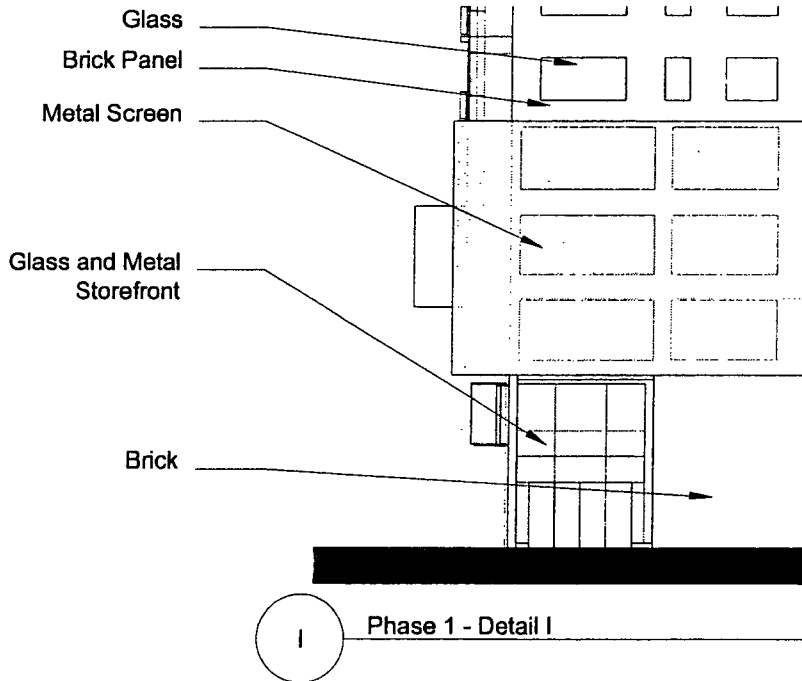 Glass
Brick Panel
Metal Screen
Glass and Metal
Storefront
Brick
I
Phase 1 - Detail I